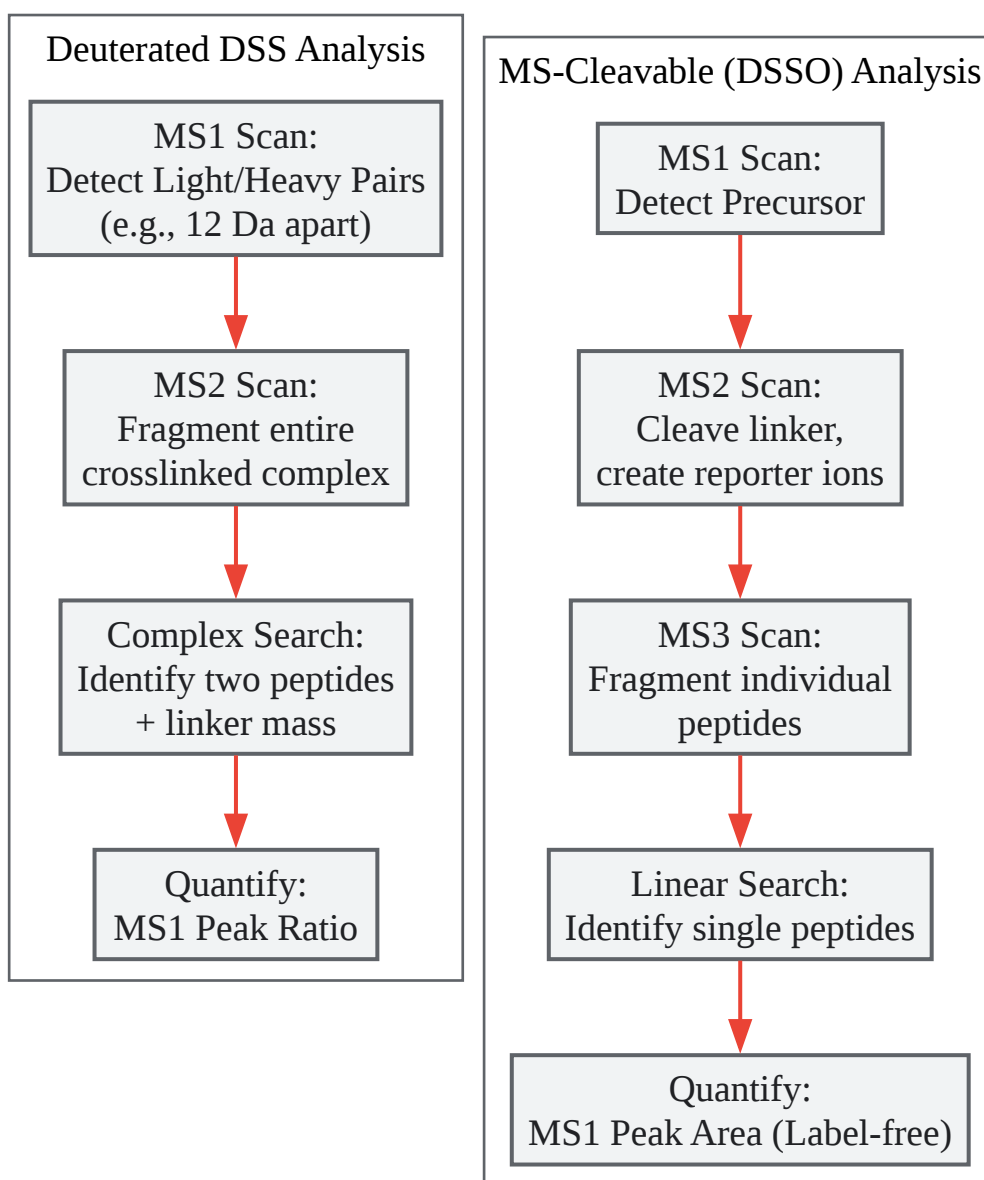 Deuterated DSS Analysis
MS1 Scan:
Detect Light/Heavy Pairs
(e.g., 12 Da apart)
MS2 Scan:
Fragment entire
crosslinked complex
Complex Search:
Identify two peptides
+ linker mass
Quantify:
MS1 Peak Ratio
MS-Cleavable (DSSO) Analysis
MS1 Scan:
Detect Precursor
MS2 Scan:
Cleave linker,
create reporter ions
MS3 Scan:
Fragment individual
peptides
Linear Search:
Identify single peptides
Quantify:
MS1 Peak Area (Label-free)